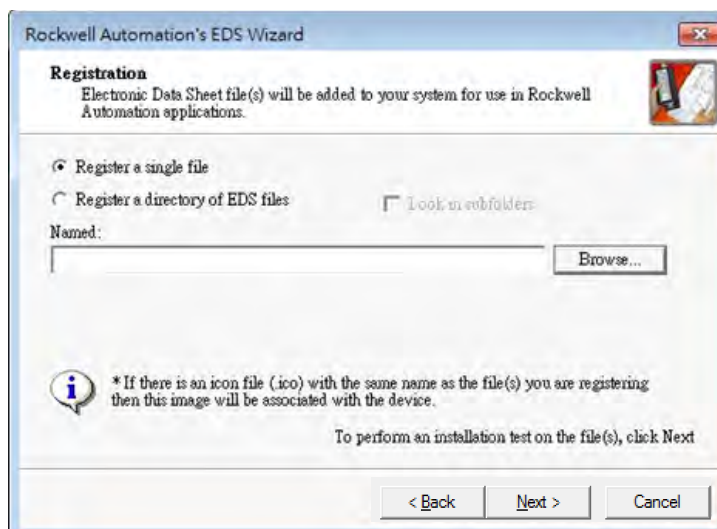 Rockwell Automation's EDS Wizard
Registration
Electronic Data Sheet file(s) will be added to your system for use in Rockwell
Automation applications.
Register a single file
Register a directory of EDS files
Look in subfolders
Named:
Browse...
*If there is an icon file (.ico) with the same name as the file(s) you are registering
then this image will be associated with the device.
To perform an installation test on the file(s), click Next
< Back
Next >
Cancel